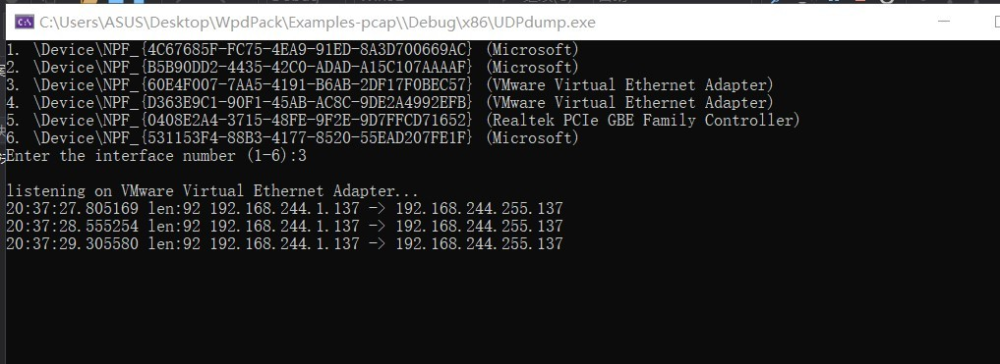 C:\Users\ASUS\Desktop\WpdPack\Examples-pcap\\Debug\x86\UDPdump.exe
1. \Device\NPF_{4C67685F-FC75-4EA9-91ED-8A3D700669AC} (Microsoft)
2. \Device\NPF_{B5B90DD2-4435-42C0-ADAD-A15C107AAAAF} (Microsoft)
3. \Device\NPF_{60E4F007-7AA5-4191-B6AB-2DF17F0BEC57} (VMware Virtual Ethernet Adapter)
4. \Device\NPF_{D363E9C1-90F1-45AB-AC8C-9DE2A4992EFB} (VMware Virtual Ethernet Adapter)
5. \Device\NPF_{0408E2A4-3715-48FE-9F2E-9D7FFCD71652} (Realtek PCIe GBE Family Controller)
6. \Device\NPF_{531153F4-88B3-4177-8520-55EAD207FE1F} (Microsoft)
Enter the interface number (1-6):3
listening on VMware Virtual Ethernet Adapter...
20:37:27.805169 len:92 192.168.244.1.137 -> 192.168.244.255.137
20:37:28.555254 len:92 192.168.244.1.137 -> 192.168.244.255.137
20:37:29.305580 len:92 192.168.244.1.137 -> 192.168.244.255.137